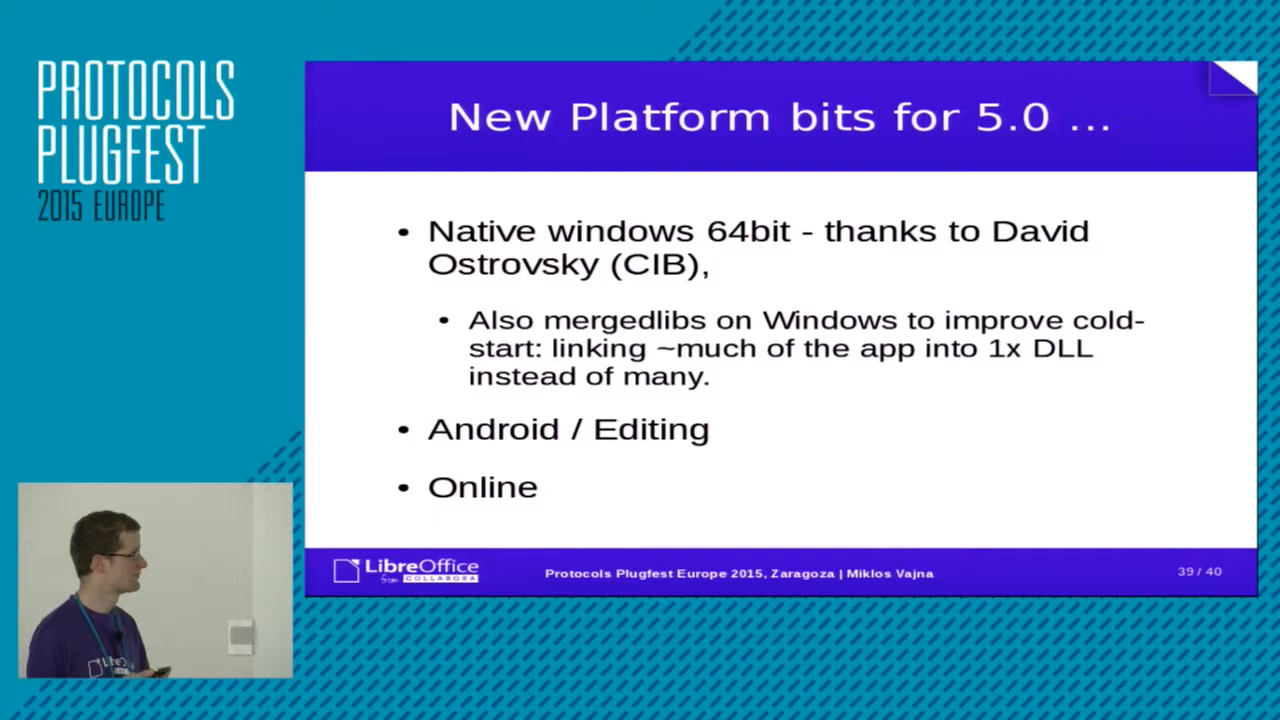 PROTOCOLS
PLUGFEST
2015 EUROPE
New Platform bits for 5.0 ...
• Native windows 64bit - thanks to David
Ostrovsky (CIB),
• Also mergedlibs on Windows to improve cold-
start: linking ~much of the app into 1x DLL
instead of many.
• Android / Editing
• Online
LibreOffice
from COLLABORA
Protocols Plugfest Europe 2015, Zaragoza | Miklos Vajna
39 / 40